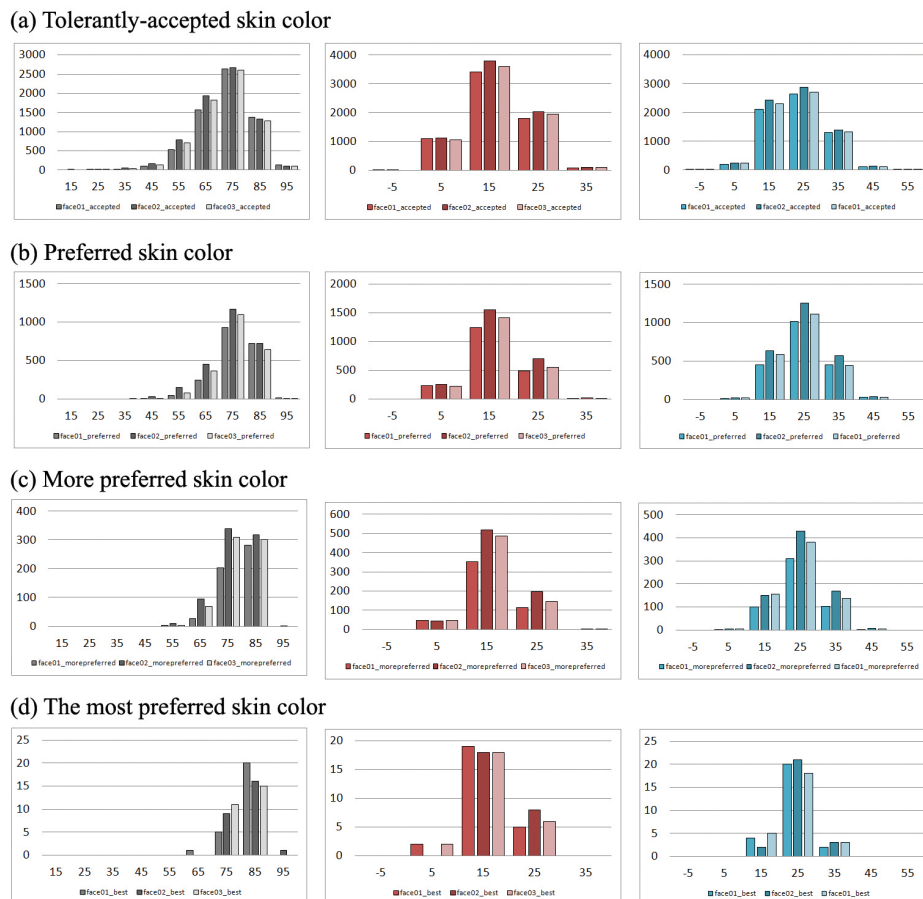 (a) Tolerantly-accepted skin color
3000
2500
2000
1500
1000
500
0
15 25 35 45 55 65 75 85 95
face01_accepted face02_accepted face03_accepted
4000
3000
2000
1000
0
-5 5 15 25 35
face01_accepted face02_accepted face03_accepted
4000
3000
2000
1000
0
-5 5 15 25 35 45 55
face01_accepted face02_accepted face01_accepted
(b) Preferred skin color
1500
1000
500
0
15 25 35 45 55 65 75 85 95
face01_preferred face02_preferred face03_preferred
2000
1500
1000
500
0
-5 5 15 25 35
face01_preferred face02_preferred face03_preferred
1500
1000
500
0
-5 5 15 25 35 45 55
face01_preferred face02_preferred face01_preferred
(c) More preferred skin color
400
300
200
100
0
15 25 35 45 55 65 75 85 95
face01_morepreferred face02_morepreferred face03_morepreferred
600
500
400
300
200
100
0
-5 5 15 25 35
face01_morepreferred face02_morepreferred face03_morepreferred
500
400
300
200
100
0
-5 5 15 25 35 45 55
face01_morepreferred face02_morepreferred face01_morepreferred
(d) The most preferred skin color
25
20
15
10
5
0
15 25 35 45 55 65 75 85 95
face01_best face02_best face03_best
20
15
10
5
0
-5 5 15 25 35
face01_best face02_best face03_best
25
20
15
10
5
0
-5 5 15 25 35 45 55
face01_best face02_best face01_best